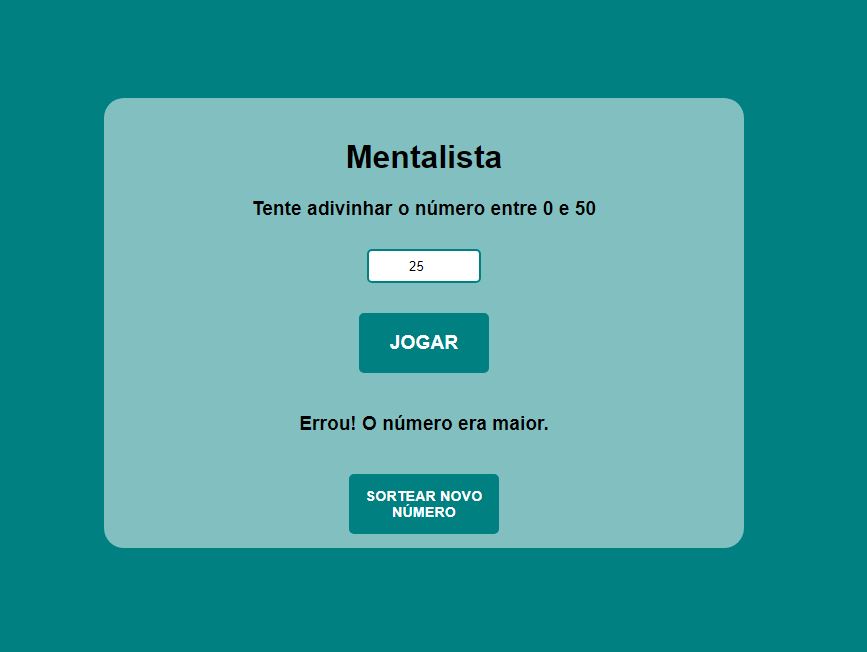 Mentalista
Tente adivinhar o número entre 0 e 50
25
JOGAR
Errou! O número era maior.
SORTEAR NOVO
NÚMERO